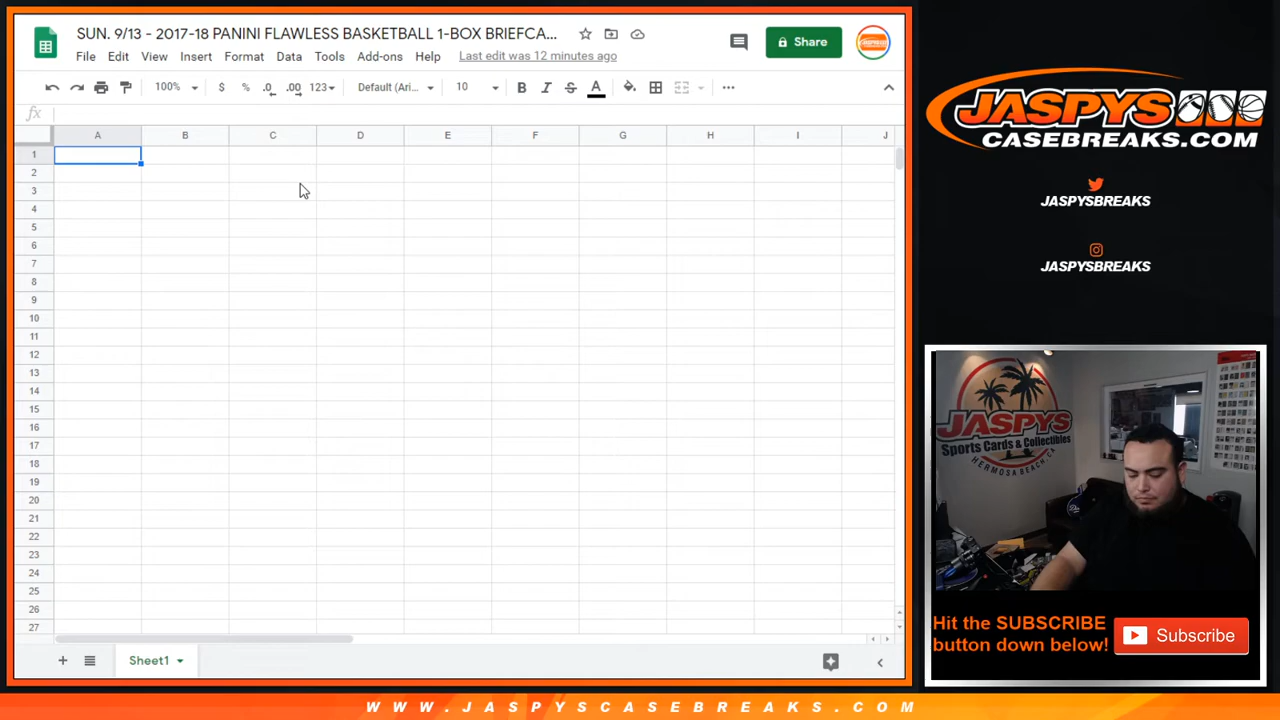 SUN. 9/13 - 2017-18 PANINI FLAWLESS BASKETBALL 1-BOX BRIEFCA...
Share
File Edit View Insert Format Data Tools Add-ons Help Last edit was 12 minutes ago
100% $ % .0 .00 123 Default (Ari... 10 B I S A
fx
A B C D E F G H I J
1
2
3
4
5
6
7
8
9
10
11
12
13
14
15
16
17
18
19
20
21
22
23
24
25
26
27
Sheet1
JASPYS
CASEBREAKS.COM
JASPYSBREAKS
JASPYSBREAKS
JASPYS
Sports Cards & Collectibles
HERMOSA BEACH, CA
Hit the SUBSCRIBE
button down below!
Subscribe
WWW.JASPYSCASEBREAKS.COM